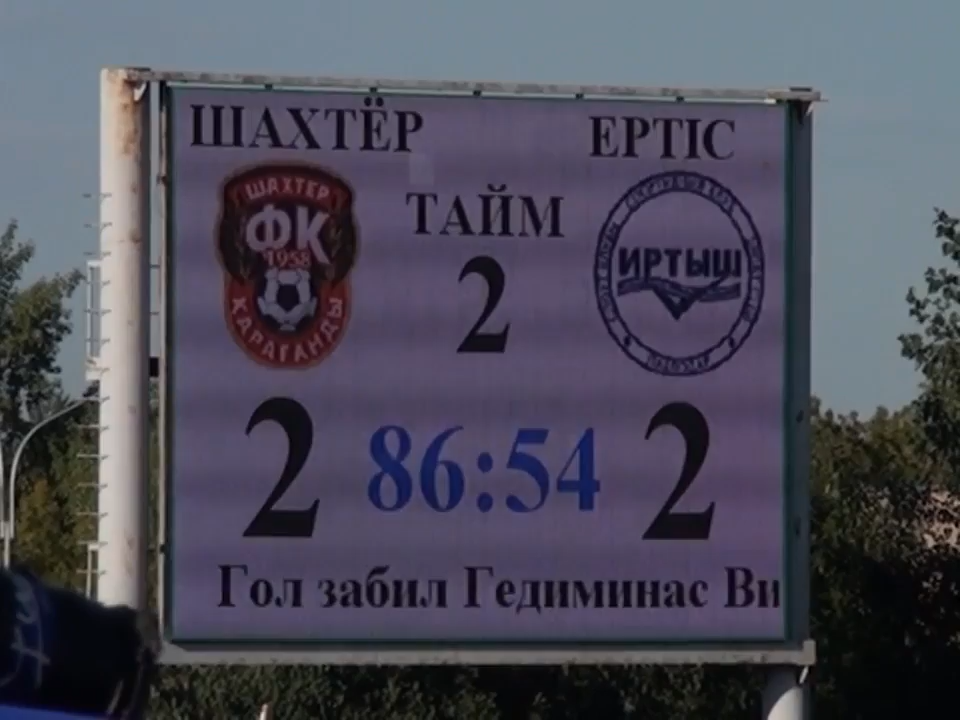 ШАХТЁР ЕРТІС
ШАХТЕР
ФК
1958
КАРАГАНДЫ
ТАЙМ
2
ИРТЫШ
2 86:54 2
Гол забил Гедиминас Ви